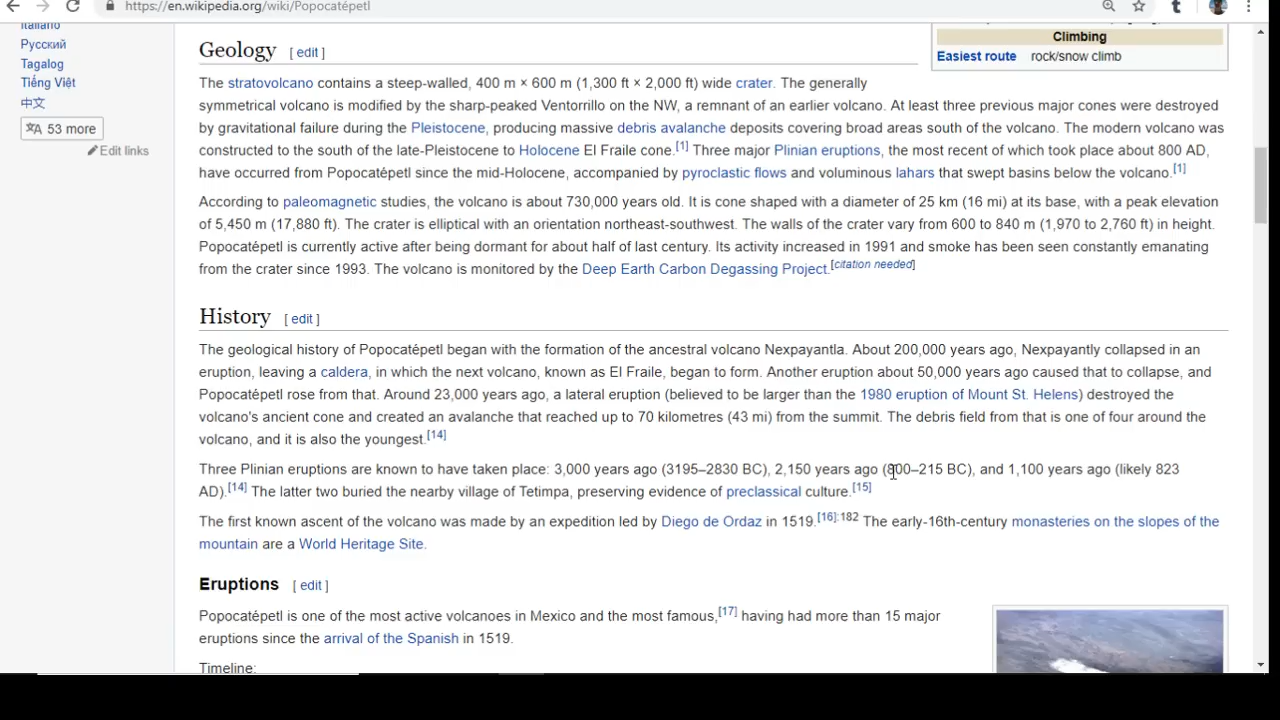 https://en.wikipedia.org/wiki/Popocatépetl
Italiano
Русский
Tagalog
Tiếng Việt
中文
53 more
Edit links
Climbing
Easiest route rock/snow climb
Geology [ edit ]
The stratovolcano contains a steep-walled, 400 m × 600 m (1,300 ft × 2,000 ft) wide crater. The generally
symmetrical volcano is modified by the sharp-peaked Ventorrillo on the NW, a remnant of an earlier volcano. At least three previous major cones were destroyed
by gravitational failure during the Pleistocene, producing massive debris avalanche deposits covering broad areas south of the volcano. The modern volcano was
constructed to the south of the late-Pleistocene to Holocene El Fraile cone.[1] Three major Plinian eruptions, the most recent of which took place about 800 AD,
have occurred from Popocatépetl since the mid-Holocene, accompanied by pyroclastic flows and voluminous lahars that swept basins below the volcano.[1]
According to paleomagnetic studies, the volcano is about 730,000 years old. It is cone shaped with a diameter of 25 km (16 mi) at its base, with a peak elevation
of 5,450 m (17,880 ft). The crater is elliptical with an orientation northeast-southwest. The walls of the crater vary from 600 to 840 m (1,970 to 2,760 ft) in height.
Popocatépetl is currently active after being dormant for about half of last century. Its activity increased in 1991 and smoke has been seen constantly emanating
from the crater since 1993. The volcano is monitored by the Deep Earth Carbon Degassing Project.[citation needed]
History [ edit ]
The geological history of Popocatépetl began with the formation of the ancestral volcano Nexpayantla. About 200,000 years ago, Nexpayantly collapsed in an
eruption, leaving a caldera, in which the next volcano, known as El Fraile, began to form. Another eruption about 50,000 years ago caused that to collapse, and
Popocatépetl rose from that. Around 23,000 years ago, a lateral eruption (believed to be larger than the 1980 eruption of Mount St. Helens) destroyed the
volcano's ancient cone and created an avalanche that reached up to 70 kilometres (43 mi) from the summit. The debris field from that is one of four around the
volcano, and it is also the youngest.[14]
Three Plinian eruptions are known to have taken place: 3,000 years ago (3195–2830 BC), 2,150 years ago (800–215 BC), and 1,100 years ago (likely 823
AD).[14] The latter two buried the nearby village of Tetimpa, preserving evidence of preclassical culture.[15]
The first known ascent of the volcano was made by an expedition led by Diego de Ordaz in 1519.[16]:182 The early-16th-century monasteries on the slopes of the
mountain are a World Heritage Site.
Eruptions [ edit ]
Popocatépetl is one of the most active volcanoes in Mexico and the most famous,[17] having had more than 15 major
eruptions since the arrival of the Spanish in 1519.
Timeline: